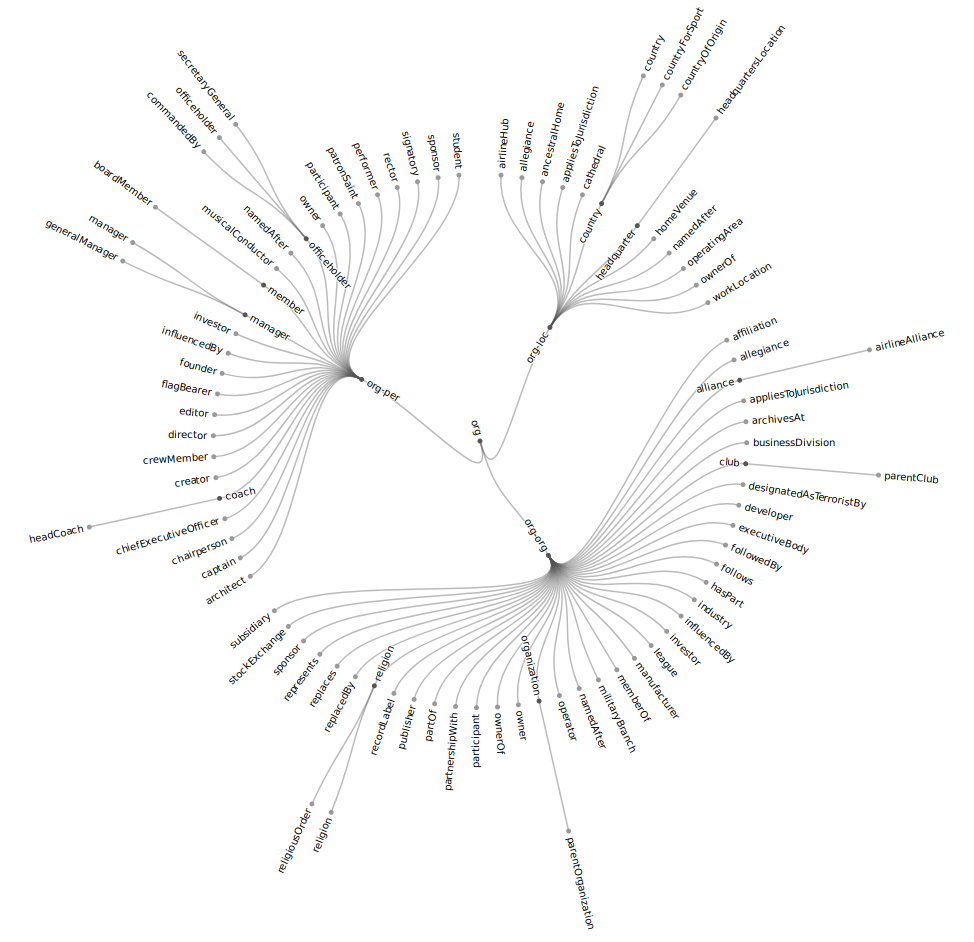 org
org-loc
airlineHub
allegiance
ancestralHome
appliesToJurisdiction
cathedral
country
country
countryForSport
countryOfOrigin
headquarter
headquartersLocation
homeVenue
namedAfter
operatingArea
ownerOf
workLocation
org-org
affiliation
allegiance
alliance
airlineAlliance
appliesToJurisdiction
archivesAt
businessDivision
club
parentClub
designatedAsTerroristBy
developer
executiveBody
followedBy
follows
hasPart
industry
influencedBy
investor
league
manufacturer
memberOf
militaryBranch
namedAfter
operator
organization
parentOrganization
owner
ownerOf
participant
partnershipWith
partOf
publisher
recordLabel
religion
religion
religiousOrder
replacedBy
replaces
represents
sponsor
stockExchange
subsidiary
org-per
architect
captain
chairperson
chiefExecutiveOfficer
coach
headCoach
creator
crewMember
director
editor
flagBearer
founder
influencedBy
investor
manager
generalManager
manager
member
boardMember
musicalConductor
namedAfter
officeholder
commandedBy
officeholder
secretaryGeneral
owner
participant
patronSaint
performer
rector
signatory
sponsor
student